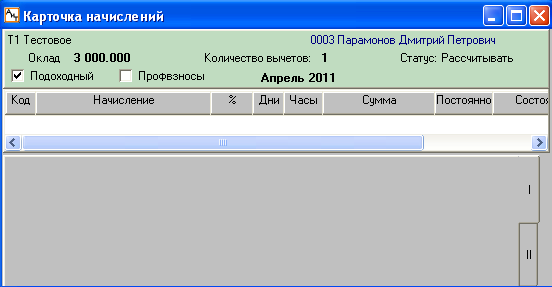 Карточка начислений
Т1 Тестовое 0003 Парамонов Дмитрий Петрович
Оклад 3 000.000 Количество вычетов: 1 Статус: Рассчитывать
Подоходный Профвзносы Апрель 2011
Код Начисление % Дни Часы Сумма Постоянно Состоя
I
II